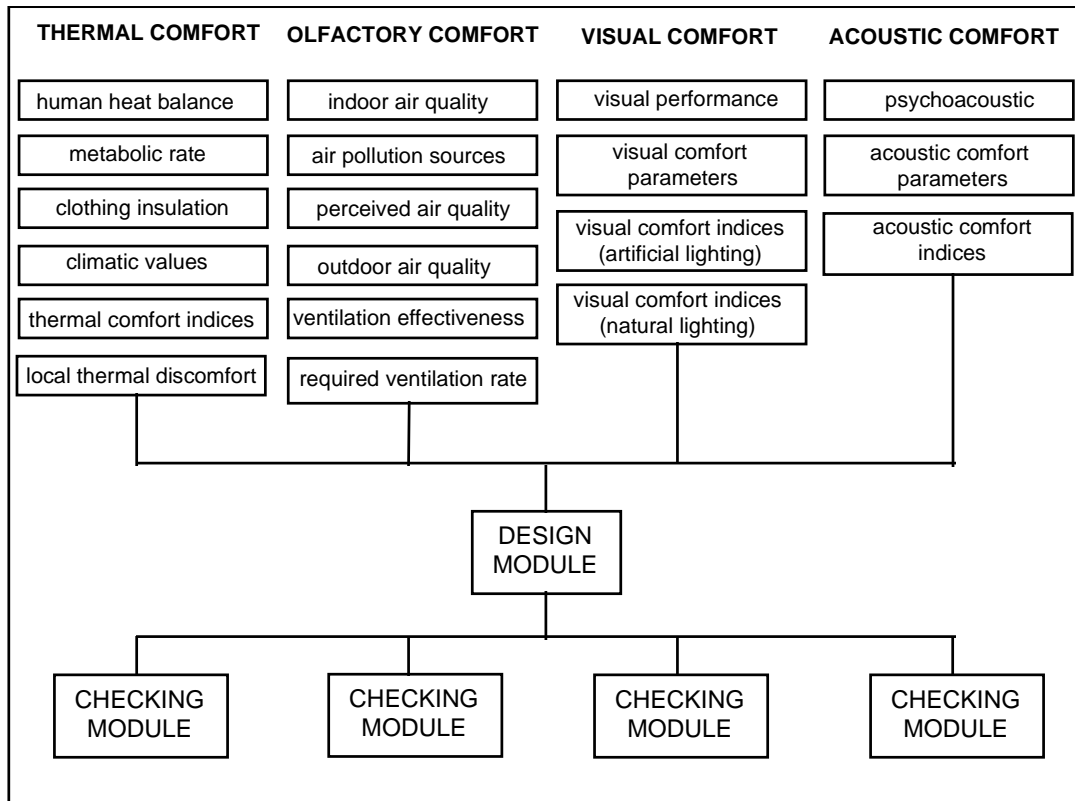 THERMAL COMFORT
human heat balance
metabolic rate
clothing insulation
climatic values
thermal comfort indices
local thermal discomfort
OLFACTORY COMFORT
indoor air quality
air pollution sources
perceived air quality
outdoor air quality
ventilation effectiveness
required ventilation rate
VISUAL COMFORT
visual performance
visual comfort
parameters
visual comfort indices
(artificial lighting)
visual comfort indices
(natural lighting)
ACOUSTIC COMFORT
psychoacoustic
acoustic comfort
parameters
acoustic comfort
indices
DESIGN
MODULE
CHECKING
MODULE
CHECKING
MODULE
CHECKING
MODULE
CHECKING
MODULE